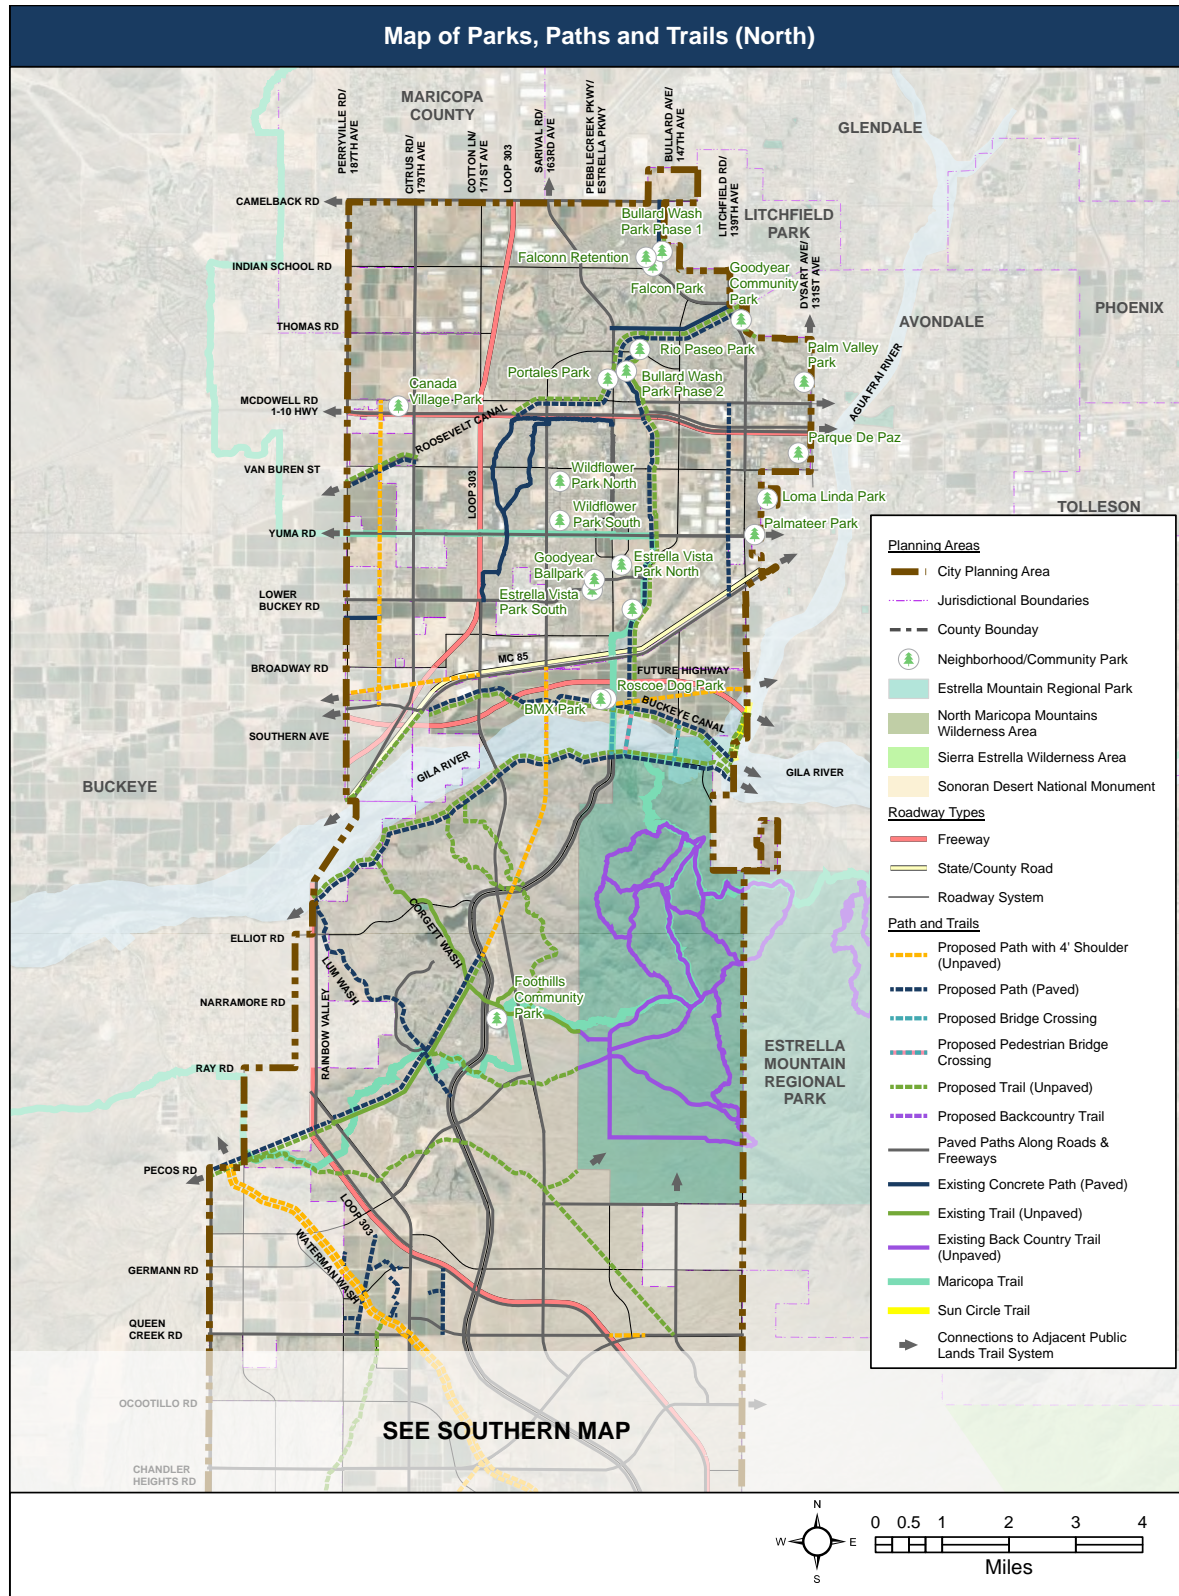 Map of Parks, Paths and Trails (North)
MARICOPA
COUNTY
GLENDALE
PERRYVILLE RD/
187TH AVE
CITRUS RD/
179TH AVE
COTTON LN/
171ST AVE
LOOP 303
SARIVAL RD/
163RD AVE
PEBBLECREEK PKWY/
ESTRELLA PKWY
BULLARD AVE/
147TH AVE
LITCHFIELD RD/
139TH AVE
DYSART AVE/
131ST AVE
LITCHFIELD
PARK
PHOENIX
AVONDALE
TOLLESON
BUCKEYE
CAMELBACK RD
INDIAN SCHOOL RD
THOMAS RD
MCDOWELL RD
1-10 HWY
VAN BUREN ST
YUMA RD
LOWER
BUCKEY RD
BROADWAY RD
SOUTHERN AVE
ELLIOT RD
NARRAMORE RD
RAY RD
PECOS RD
GERMANN RD
QUEEN
CREEK RD
OCOOTILLO RD
CHANDLER
HEIGHTS RD
Bullard Wash
Park Phase 1
Falconn Retention
Falcon Park
Goodyear
Community
Park
Rio Paseo Park
Portales Park
Bullard Wash
Park Phase 2
Palm Valley
Park
Canada
Village Park
Parque De Paz
Wildflower
Park North
Wildflower
Park South
Loma Linda Park
Palmateer Park
Goodyear
Ballpark
Estrella Vista
Park North
Estrella Vista
Park South
Roscoe Dog Park
BMX Park
Foothills
Community
Park
AGUA FRAI RIVER
ROOSEVELT CANAL
LOOP 303
MC 85
FUTURE HIGHWAY
BUCKEYE CANAL
GILA RIVER
GILA RIVER
CORGETT WASH
LUM WASH
RAINBOW VALLEY
LOOP 303
WATERMAN WASH
ESTRELLA
MOUNTAIN
REGIONAL
PARK
SEE SOUTHERN MAP
Planning Areas
City Planning Area
Jurisdictional Boundaries
County Bounday
Neighborhood/Community Park
Estrella Mountain Regional Park
North Maricopa Mountains
Wilderness Area
Sierra Estrella Wilderness Area
Sonoran Desert National Monument
Roadway Types
Freeway
State/County Road
Roadway System
Path and Trails
Proposed Path with 4' Shoulder
(Unpaved)
Proposed Path (Paved)
Proposed Bridge Crossing
Proposed Pedestrian Bridge
Crossing
Proposed Trail (Unpaved)
Proposed Backcountry Trail
Paved Paths Along Roads &
Freeways
Existing Concrete Path (Paved)
Existing Trail (Unpaved)
Existing Back Country Trail
(Unpaved)
Maricopa Trail
Sun Circle Trail
Connections to Adjacent Public
Lands Trail System
N
W
E
S
0 0.5 1 2 3 4
Miles